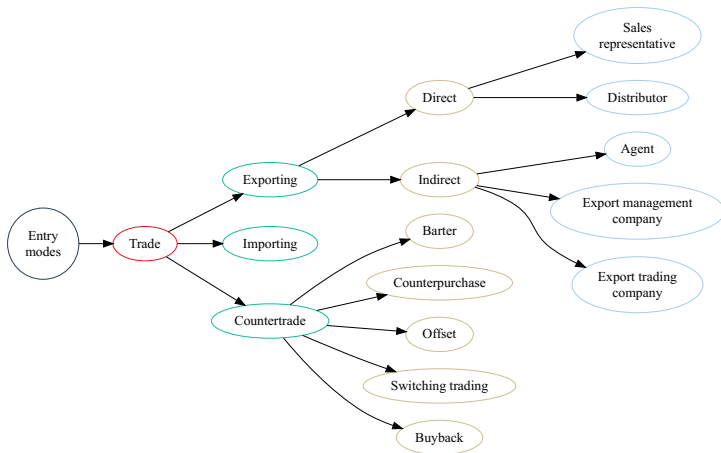 Entry
modes
Trade
Exporting
Importing
Countertrade
Direct
Indirect
Barter
Counterpurchase
Offset
Switching trading
Buyback
Sales
representative
Distributor
Agent
Export management
company
Export trading
company